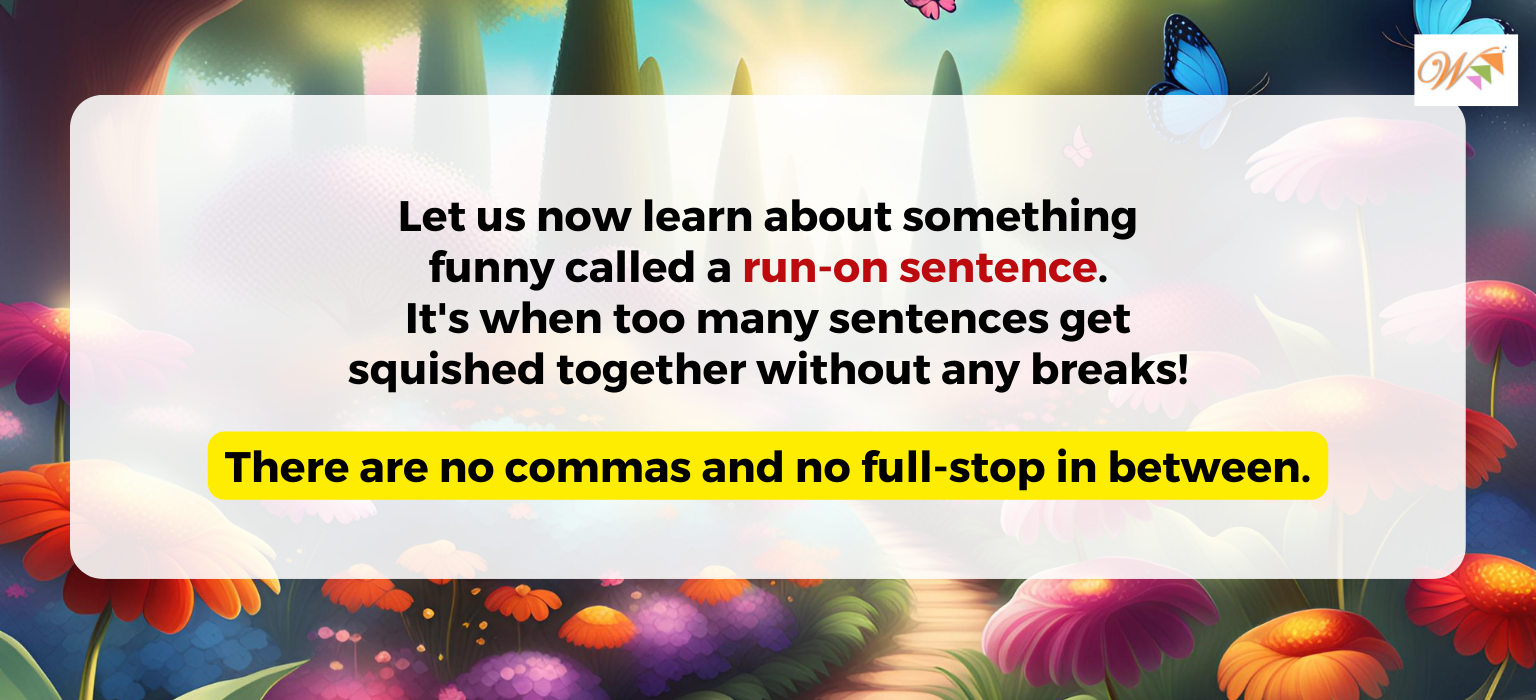 W
Let us now learn about something
funny called a run-on sentence.
It's when too many sentences get
squished together without any breaks!
There are no commas and no full-stop in between.